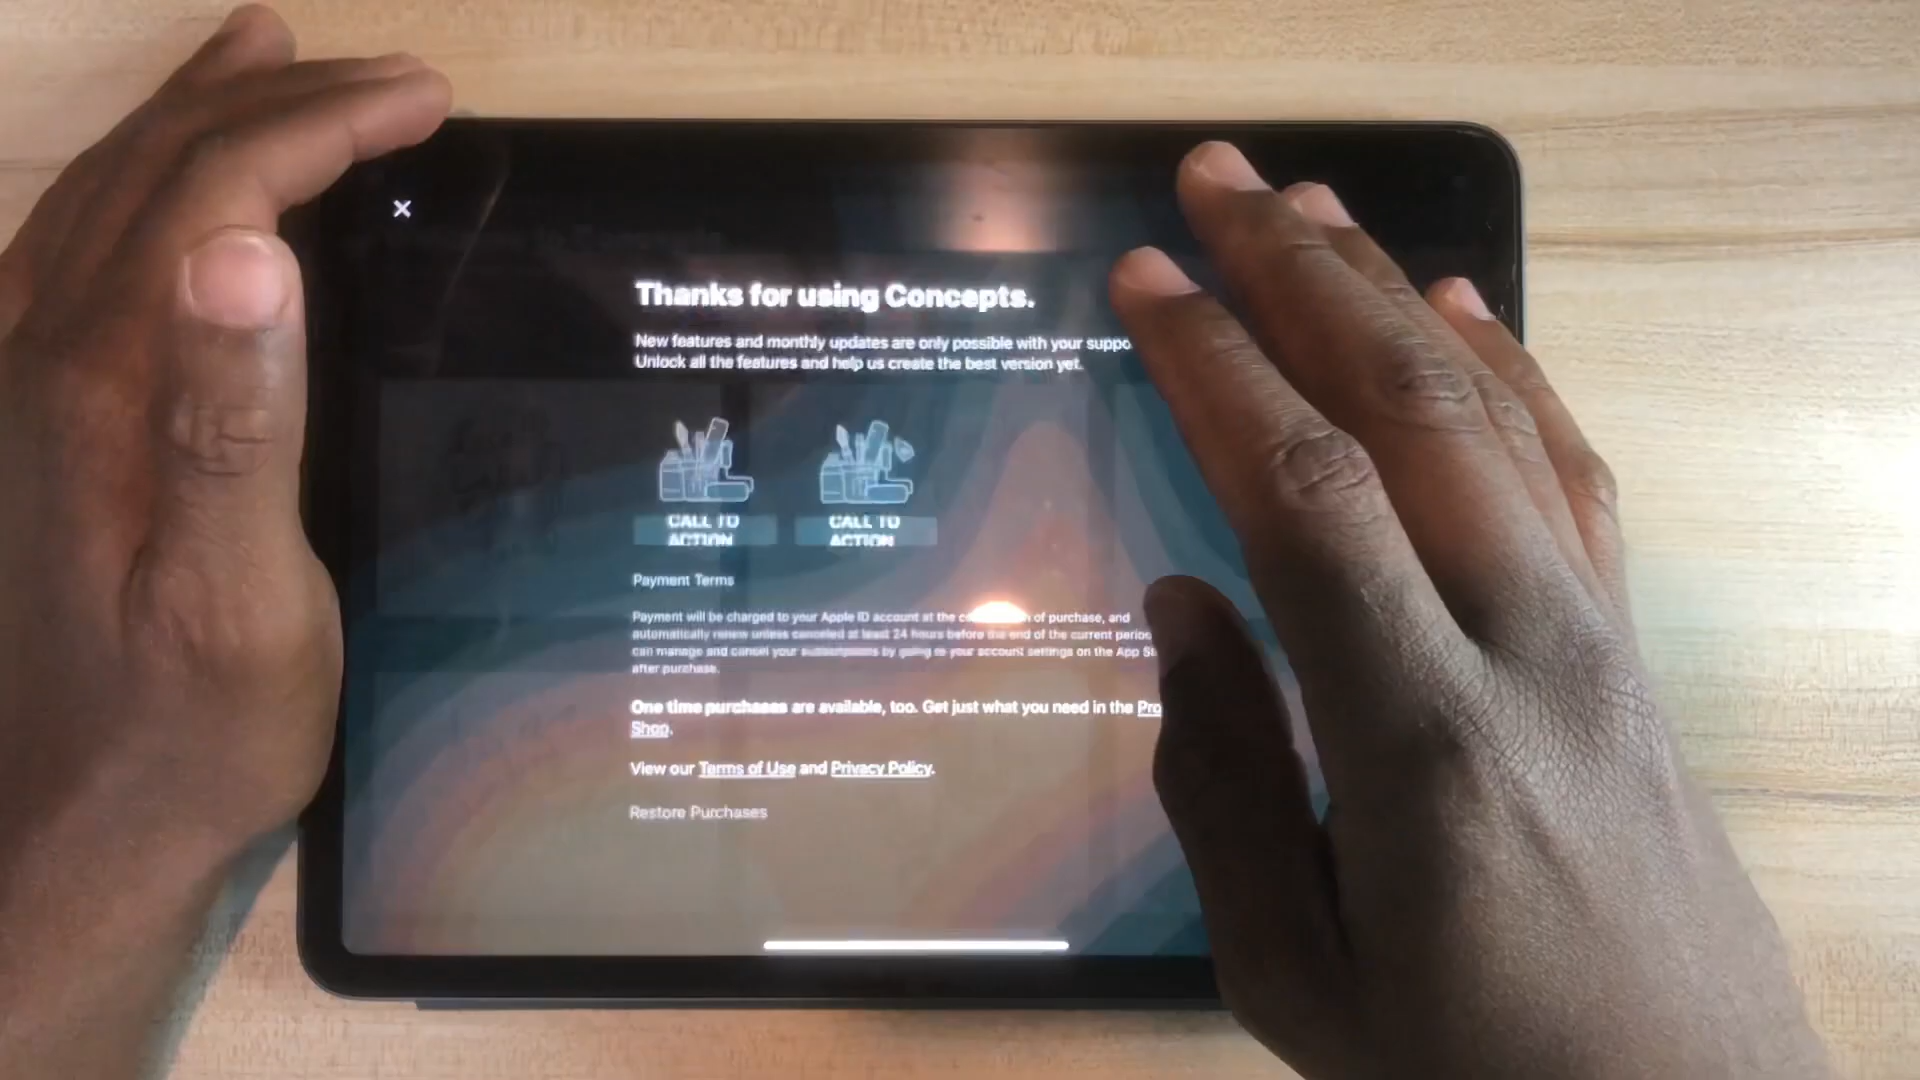 Thanks for using Concepts.
New features and monthly updates are only possible with your
Unlock all the features and help us create the best version yet.
CALL TO CALL TO
ACTION ACTION
Payment Terms
Payment will be charged to your Apple ID account at the of purchase, and
automatically renew unless canceled at least 24 hours before the end of the current
can manage and cancel your subscriptions by going to your account settings on the App
after purchase.
One time purchases are available, too. Get just what you need in the Pro
Shop.
View our Terms of Use and Privacy Policy.
Restore Purchases